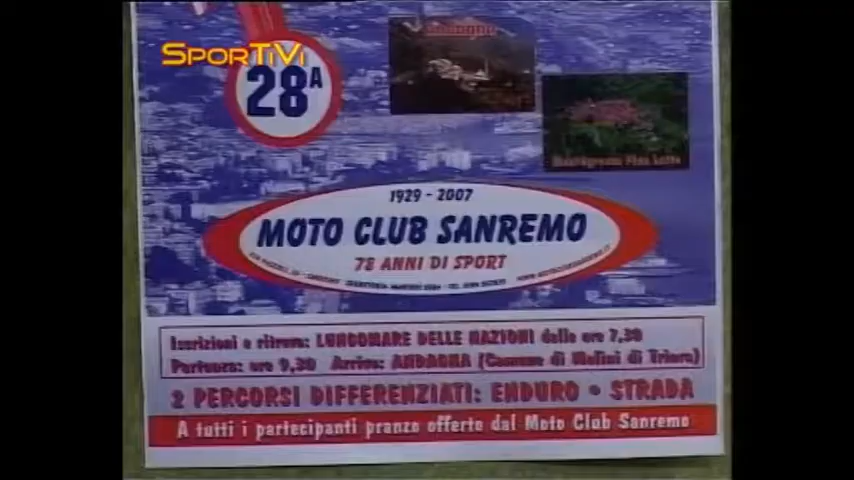 SPORTIVI
28A
1929 - 2007
MOTO CLUB SANREMO
78 ANNI DI SPORT
Iscrizioni e ritrovo: LUNGOMARE DELLE NAZIONI dalle ore 7,30
Partenza: ore 9,30 Arrivo: ANDAGNA (Comune di Molini di Triora)
2 PERCORSI DIFFERENZIATI: ENDURO • STRADA
A tutti i partecipanti pranzo offerto dal Moto Club Sanremo